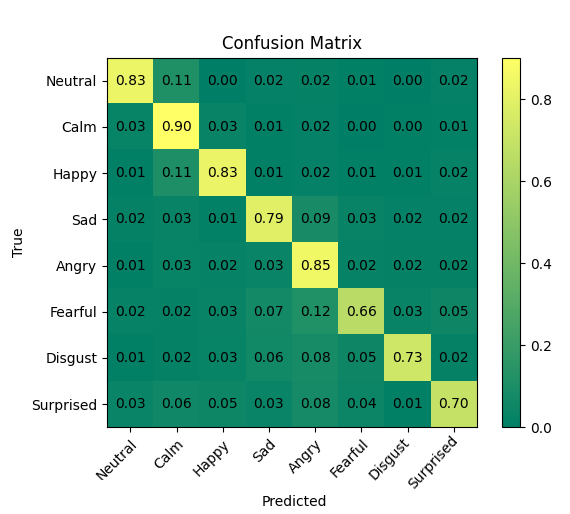 Confusion Matrix
True
Neutral 0.83 0.11 0.00 0.02 0.02 0.01 0.00 0.02
Calm 0.03 0.90 0.03 0.01 0.02 0.00 0.00 0.01
Happy 0.01 0.11 0.83 0.01 0.02 0.01 0.01 0.02
Sad 0.02 0.03 0.01 0.79 0.09 0.03 0.02 0.02
Angry 0.01 0.03 0.02 0.03 0.85 0.02 0.02 0.02
Fearful 0.02 0.02 0.03 0.07 0.12 0.66 0.03 0.05
Disgust 0.01 0.02 0.03 0.06 0.08 0.05 0.73 0.02
Surprised 0.03 0.06 0.05 0.03 0.08 0.04 0.01 0.70
Neutral Calm Happy Sad Angry Fearful Disgust Surprised
Predicted
0.8
0.6
0.4
0.2
0.0